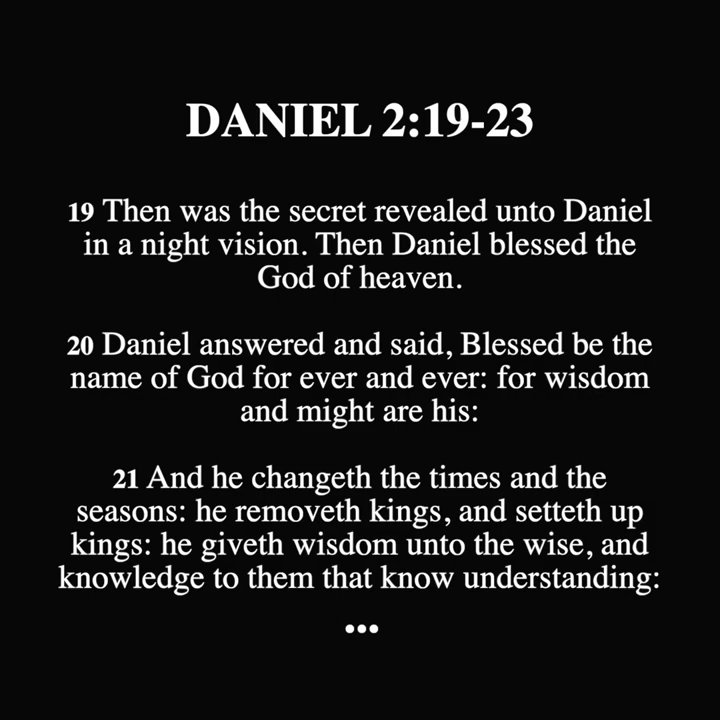 DANIEL 2:19-23
19 Then was the secret revealed unto Daniel
in a night vision. Then Daniel blessed the
God of heaven.
20 Daniel answered and said, Blessed be the
name of God for ever and ever: for wisdom
and might are his:
21 And he changeth the times and the
seasons: he removeth kings, and setteth up
kings: he giveth wisdom unto the wise, and
knowledge to them that know understanding:
...